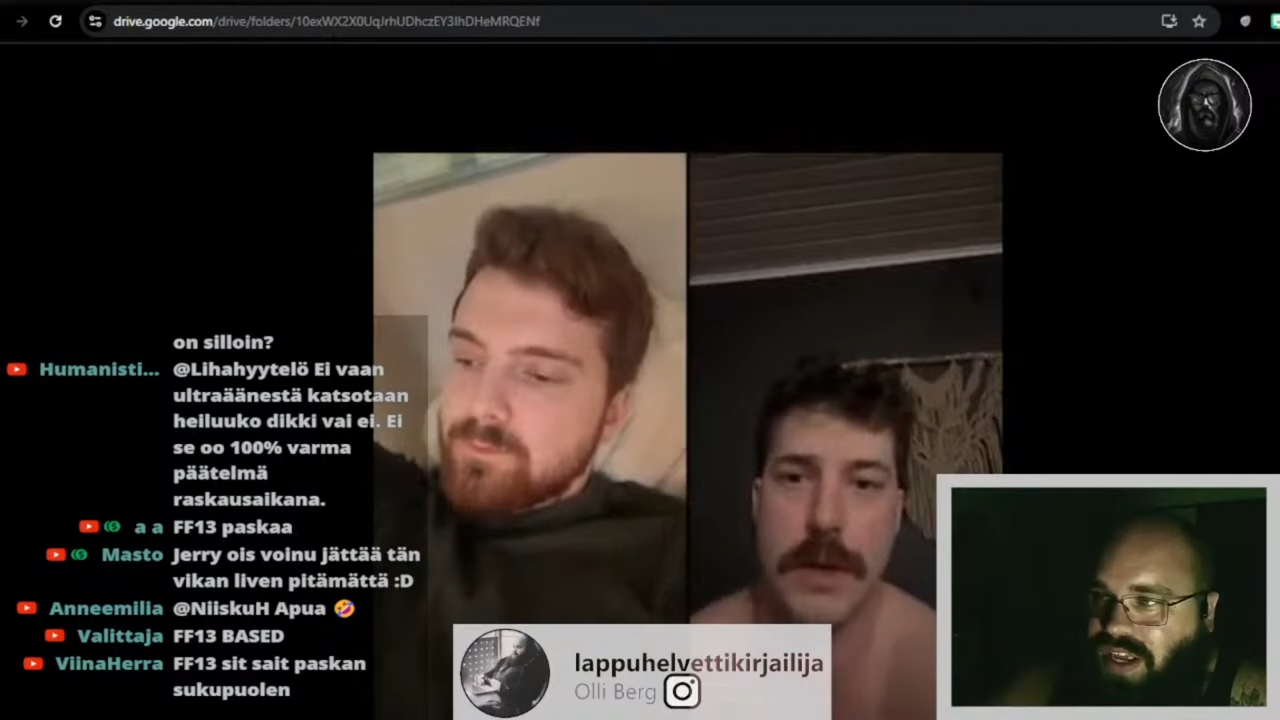 drive.google.com/drive/folders/10exWX2X0UqJrhUDhczEY3IhDHeMRQENf
on silloin?
Humanisti... @Lihahyytelö Ei vaan
ultraäänestä katsotaan
heiluuko dikki vai ei. Ei
se oo 100% varma
päätelmä
raskausaikana.
a a FF13 paskaa
Masto Jerry ois voinu jättää tän
vikan liven pitämättä :D
Anneemilia @NiiskuH Apua 🤣
Valittaja FF13 BASED
ViinaHerra FF13 sit sait paskan
sukupuolen
lappuhelvettikirjailija
Olli Berg